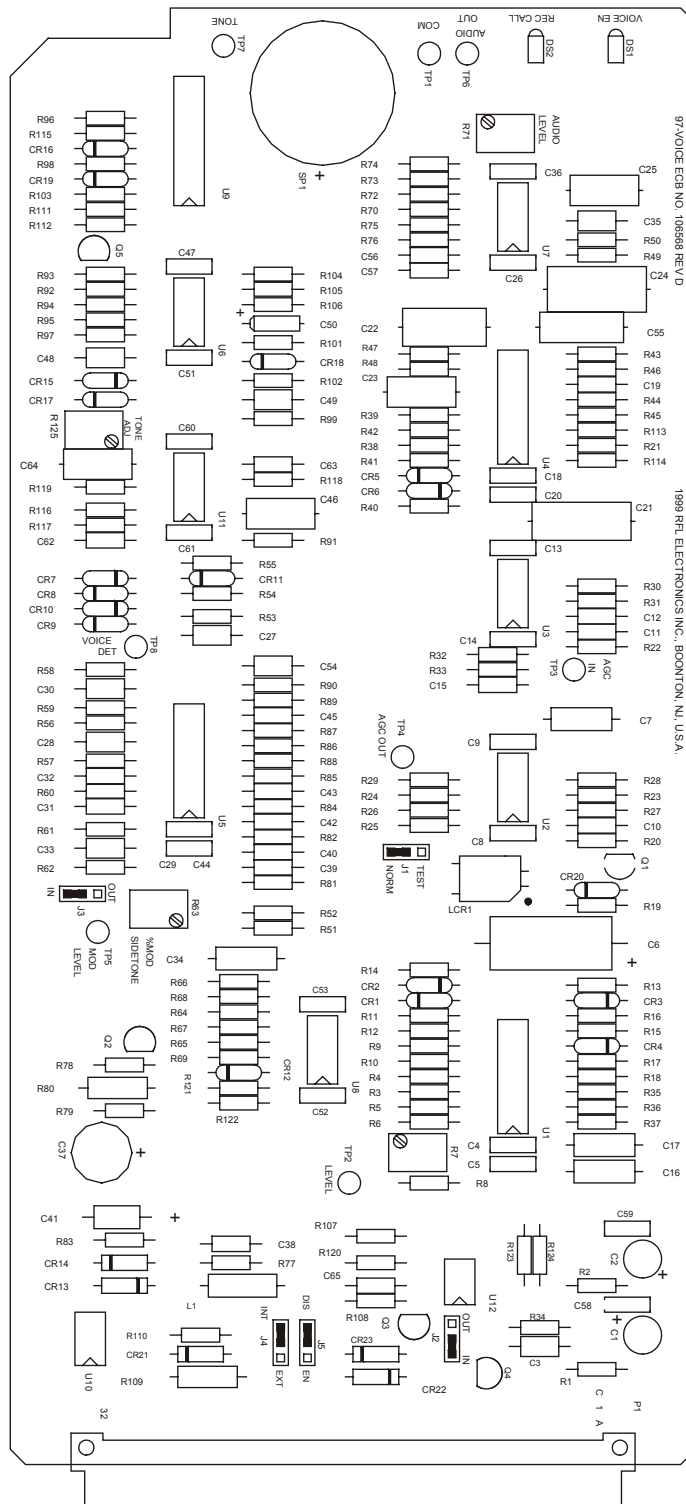 TONE
TP7
COM
TP1
AUDIO
OUT
TP6
REC CALL
DS2
VOICE EN
DS1
97-VOICE ECB NO. 106568 REV D
1999 RFL ELECTRONICS INC., BOONTON, NJ, U.S.A.
R96
R115
CR16
R98
CR19
R103
R111
R112
Q5
U9
SP1
+
R71
AUDIO
LEVEL
R74
R73
R72
R70
R75
R76
C56
C57
C36
U7
C26
C25
C35
R50
R49
C24
C55
R93
R92
R94
R95
R97
C48
CR15
CR17
R125
TONE
ADJ
C64
R119
R116
R117
C62
C47
U6
C51
C60
U11
C61
R104
R105
R106
+
C50
R101
CR18
R102
C49
R99
C63
R118
C46
R91
C22
R47
R48
C23
R39
R42
R38
R41
CR5
CR6
R40
U4
C18
C20
R43
R46
C19
R44
R45
R113
R21
R114
C21
C13
U3
C14
R32
R33
C15
TP3
IN
AGC
R30
R31
C12
C11
R22
CR7
CR8
CR10
CR9
VOICE
DET
TP8
R55
CR11
R54
R53
C27
R58
C30
R59
R56
C28
R57
C32
R60
C31
R61
C33
R62
U5
C29
C44
C54
R90
R89
C45
R87
R86
R88
R85
C43
R84
C42
R82
C40
C39
R81
R52
R51
TP4
AGC OUT
C7
C9
U2
C8
R29
R24
R26
R25
R28
R23
R27
C10
R20
J1
TEST
NORM
LCR1
Q1
CR20
R19
C6
+
IN
OUT
J3
TP5
MOD
LEVEL
R63
%MOD
SIDETONE
C34
R66
R68
R64
R67
R65
R69
R121
CR12
R122
C53
U8
C52
R14
CR2
CR1
R11
R12
R9
R10
R4
R3
R5
R6
R7
R8
U1
C4
C5
R13
CR3
R16
R15
CR4
R17
R18
R35
R36
R37
C17
C16
Q2
R78
R80
R79
C37
+
TP2
LEVEL
C41
+
R83
CR14
CR13
C38
R77
L1
R107
R120
C65
R108
U12
R123
R124
C59
C2
+
R2
C58
+
C1
R34
C3
R1
U10
R110
CR21
R109
INT
J4
EXT
DIS
J5
EN
CR23
CR22
Q3
J2
OUT
IN
Q4
32
C 1 A
P1